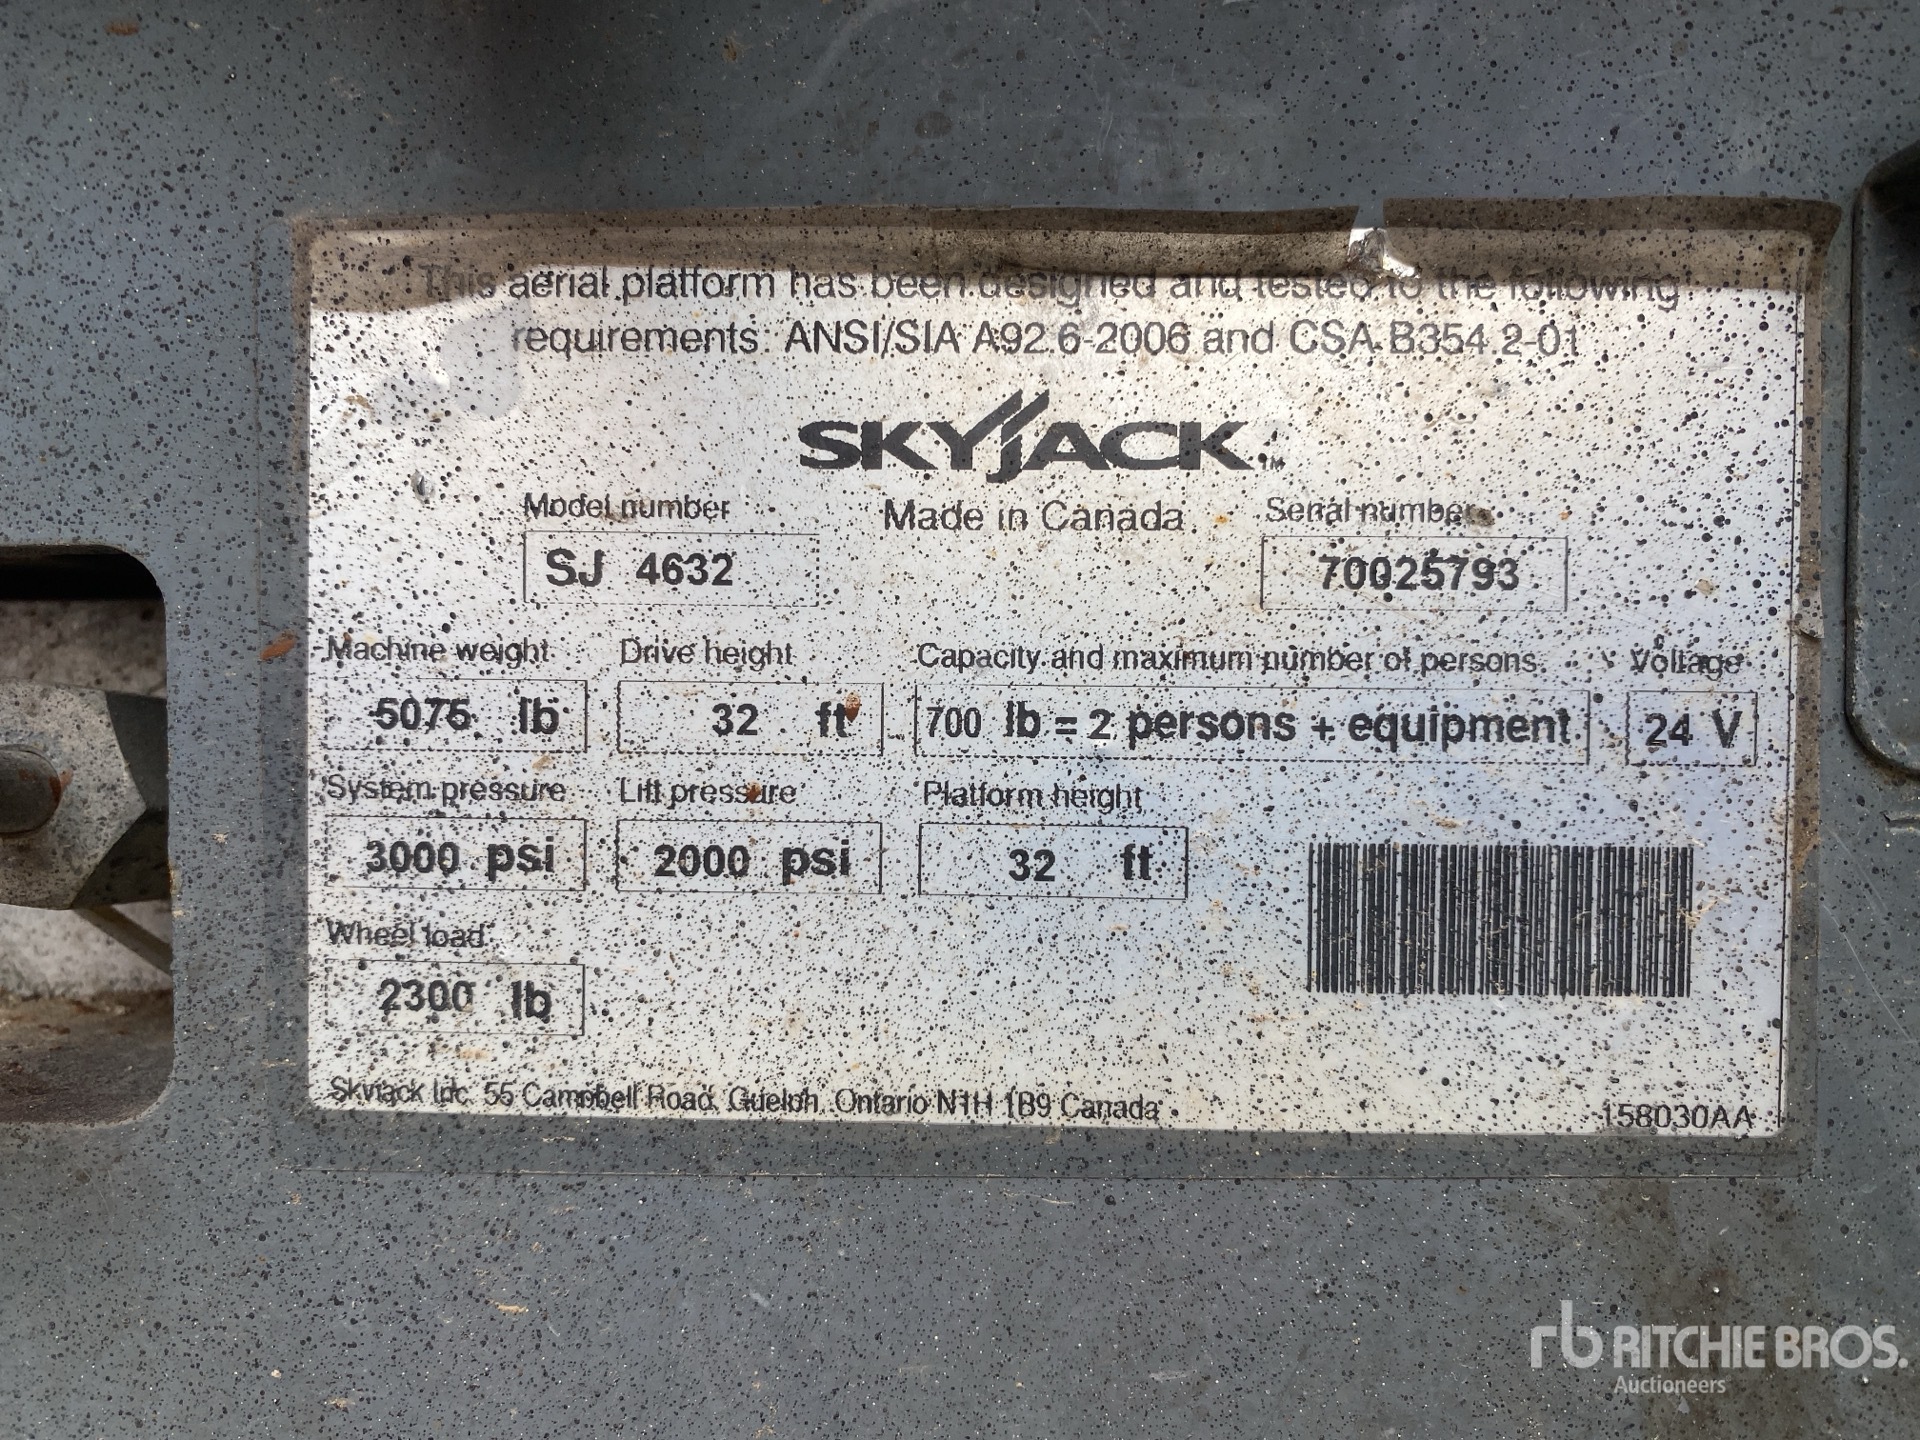 This aerial platform has been designed and tested to the following
requirements: ANSI/SIA A92.6-2006 and CSA B354.2-01
SKYJACK TM
Model number Made in Canada Serial number
SJ 4632 70025793
Machine weight Drive height Capacity and maximum number of persons Voltage
5075 lb 32 ft 700 lb = 2 persons + equipment 24 V
System pressure Lift pressure Platform height
3000 psi 2000 psi 32 ft
Wheel load
2300 lb
Skyjack Inc. 55 Campbell Road, Guelph, Ontario N1H 1B9 Canada 158030AA
rb RITCHIE BROS.
Auctioneers